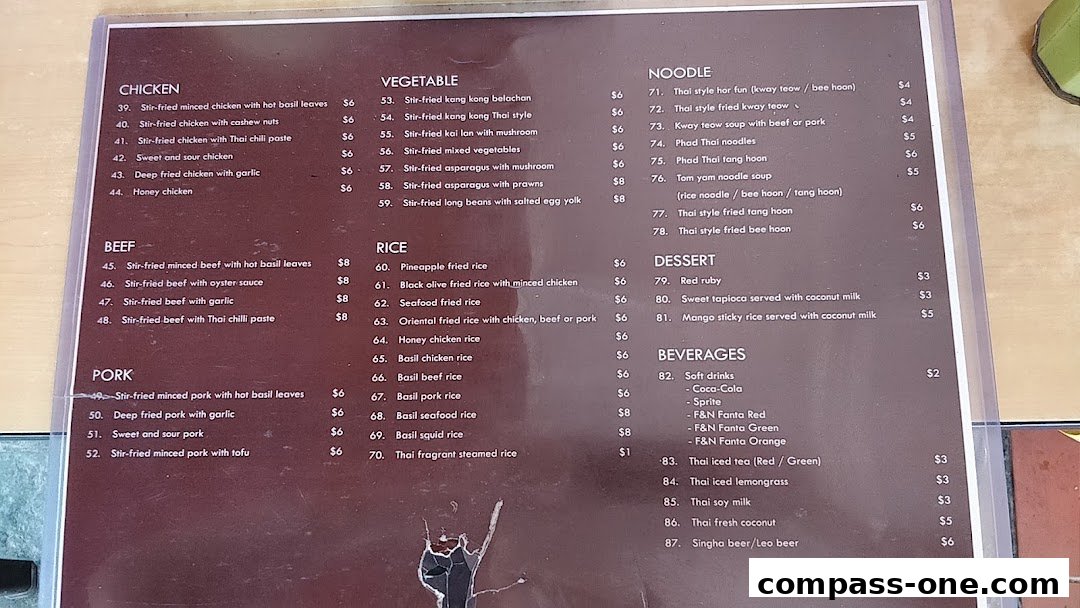 CHICKEN
39. Stir-fried minced chicken with hot basil leaves $6
40. Stir-fried chicken with cashew nuts $6
41. Stir-fried chicken with Thai chili paste $6
42. Sweet and sour chicken $6
43. Deep fried chicken with garlic $6
44. Honey chicken $6
BEEF
45. Stir-fried minced beef with hot basil leaves $8
46. Stir-fried beef with oyster sauce $8
47. Stir-fried beef with garlic $8
48. Stir-fried beef with Thai chilli paste $8
PORK
49. Stir-fried minced pork with hot basil leaves $6
50. Deep fried pork with garlic $6
51. Sweet and sour pork $6
52. Stir-fried minced pork with tofu $6
VEGETABLE
53. Stir-fried kang kong belachan $6
54. Stir-fried kang kong Thai style $6
55. Stir-fried kai lan with mushroom $6
56. Stir-fried mixed vegetables $6
57. Stir-fried asparagus with mushroom $6
58. Stir-fried asparagus with prawns $8
59. Stir-fried long beans with salted egg yolk $8
RICE
60. Pineapple fried rice $6
61. Black olive fried rice with minced chicken $6
62. Seafood fried rice $6
63. Oriental fried rice with chicken, beef or pork $6
64. Honey chicken rice $6
65. Basil chicken rice $6
66. Basil beef rice $6
67. Basil pork rice $6
68. Basil seafood rice $8
69. Basil squid rice $8
70. Thai fragrant steamed rice $1
NOODLE
71. Thai style hor fun (kway teow / bee hoon) $4
72. Thai style fried kway teow $4
73. Kway teow soup with beef or pork $4
74. Phad Thai noodles $5
75. Phad Thai tang hoon $6
76. Tom yam noodle soup $5
(rice noodle / bee hoon / tang hoon)
77. Thai style fried tang hoon $6
78. Thai style fried bee hoon $6
DESSERT
79. Red ruby $3
80. Sweet tapioca served with coconut milk $3
81. Mango sticky rice served with coconut milk $5
BEVERAGES
82. Soft drinks $2
- Coca-Cola
- Sprite
- F&N Fanta Red
- F&N Fanta Green
- F&N Fanta Orange
83. Thai iced tea (Red / Green) $3
84. Thai iced lemongrass $3
85. Thai soy milk $3
86. Thai fresh coconut $5
87. Singha beer/Leo beer $6
compass-one.com